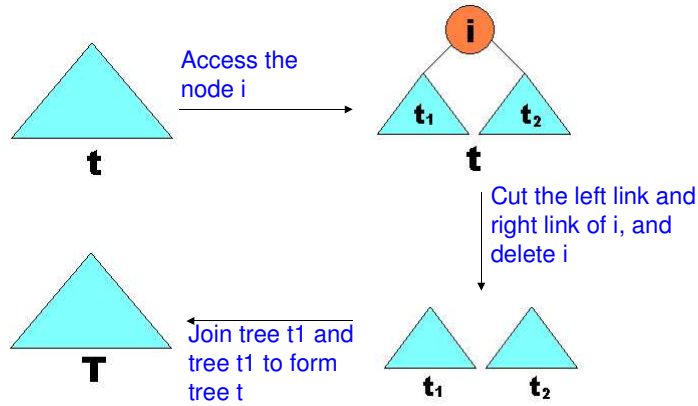 i
Access the
node i
t₁
t₂
t
t
Cut the left link and
right link of i, and
delete i
Join tree t1 and
tree t1 to form
tree t
T
t₁
t₂